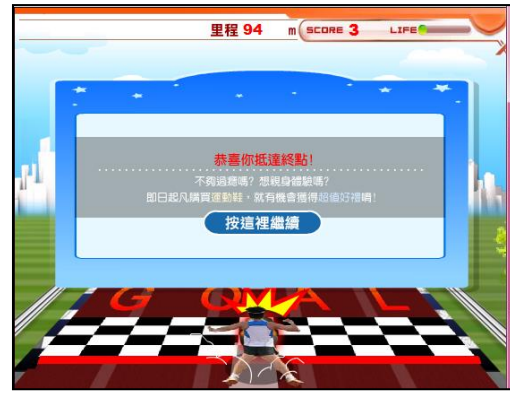 里程 94 m SCORE 3 LIFE
恭喜你抵達終點!
不夠過癮嗎? 想親身體驗嗎?
即日起凡購買運動鞋，就有機會獲得超值好禮唷!
按這裡繼續
GOAL